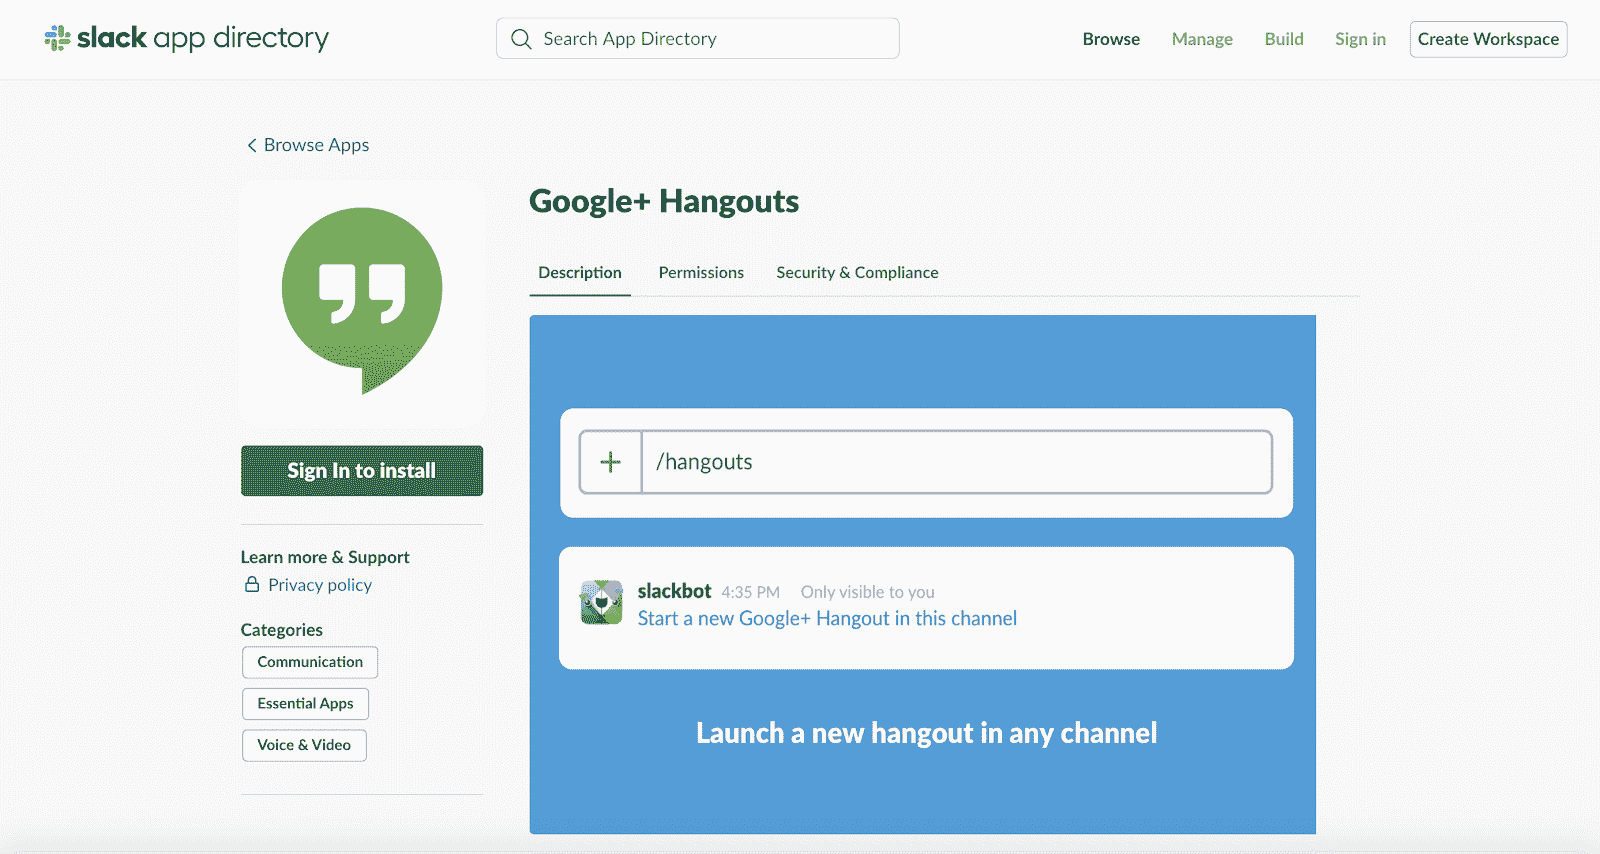 slack app directory
Search App Directory
Browse
Manage
Build
Sign in
Create Workspace
Browse Apps
Google+ Hangouts
Description
Permissions
Security & Compliance
Sign In to install
Learn more & Support
Privacy policy
Categories
Communication
Essential Apps
Voice & Video
+ /hangouts
slackbot 4:35 PM Only visible to you
Start a new Google+ Hangout in this channel
Launch a new hangout in any channel